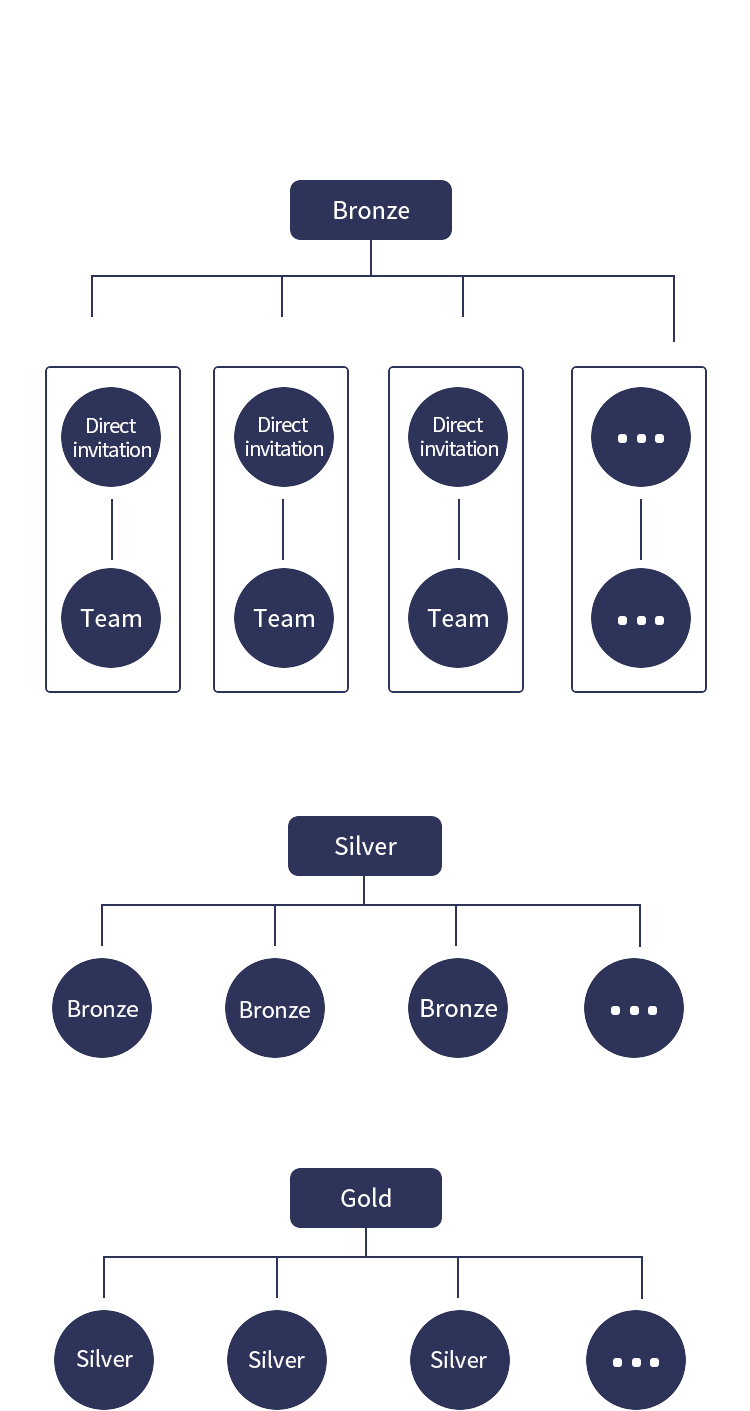 Bronze
Direct Direct Direct
invitation invitation invitation
Team Team Team
Silver
Bronze Bronze Bronze
Gold
Silver Silver Silver